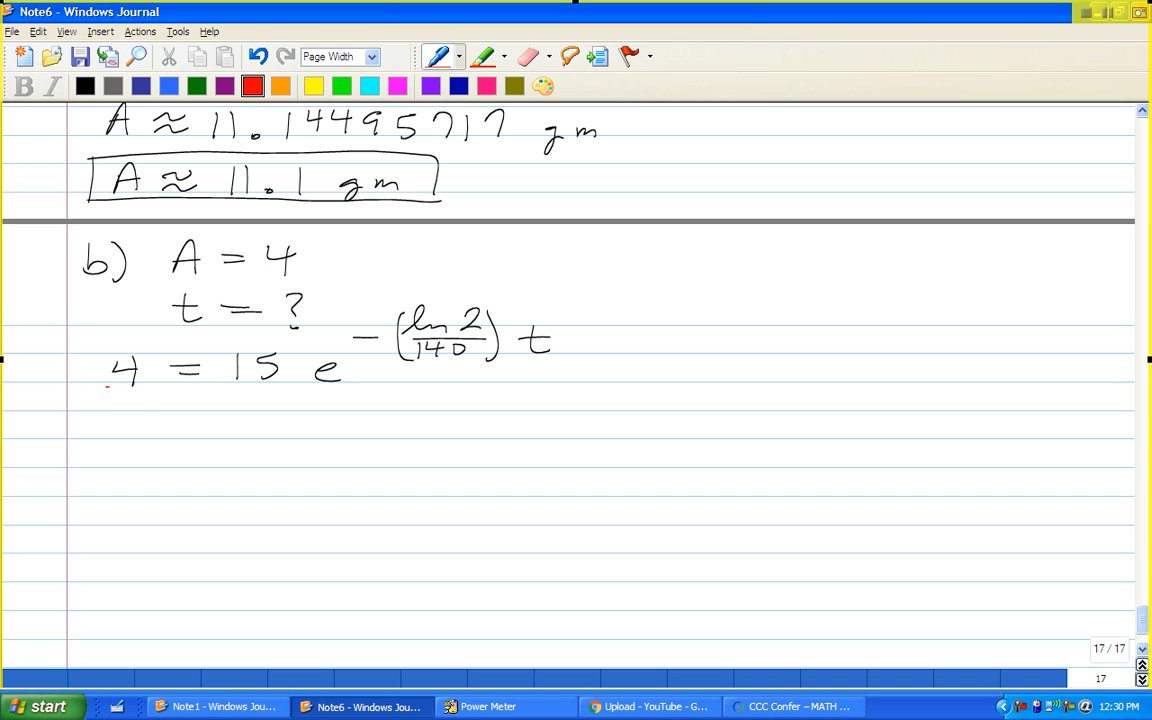 Note6 - Windows Journal
File Edit View Insert Actions Tools Help
Page Width
B I
A ≈ 11.14495717 gm
A ≈ 11.1 gm
b) A = 4
t = ?
4 = 15 e^{-(ln 2/140) t}
17 / 17
17
start
Note1 - Windows Jou...
Note6 - Windows Jou...
Power Meter
Upload - YouTube - G...
CCC Confer -- MATH ...
12:30 PM